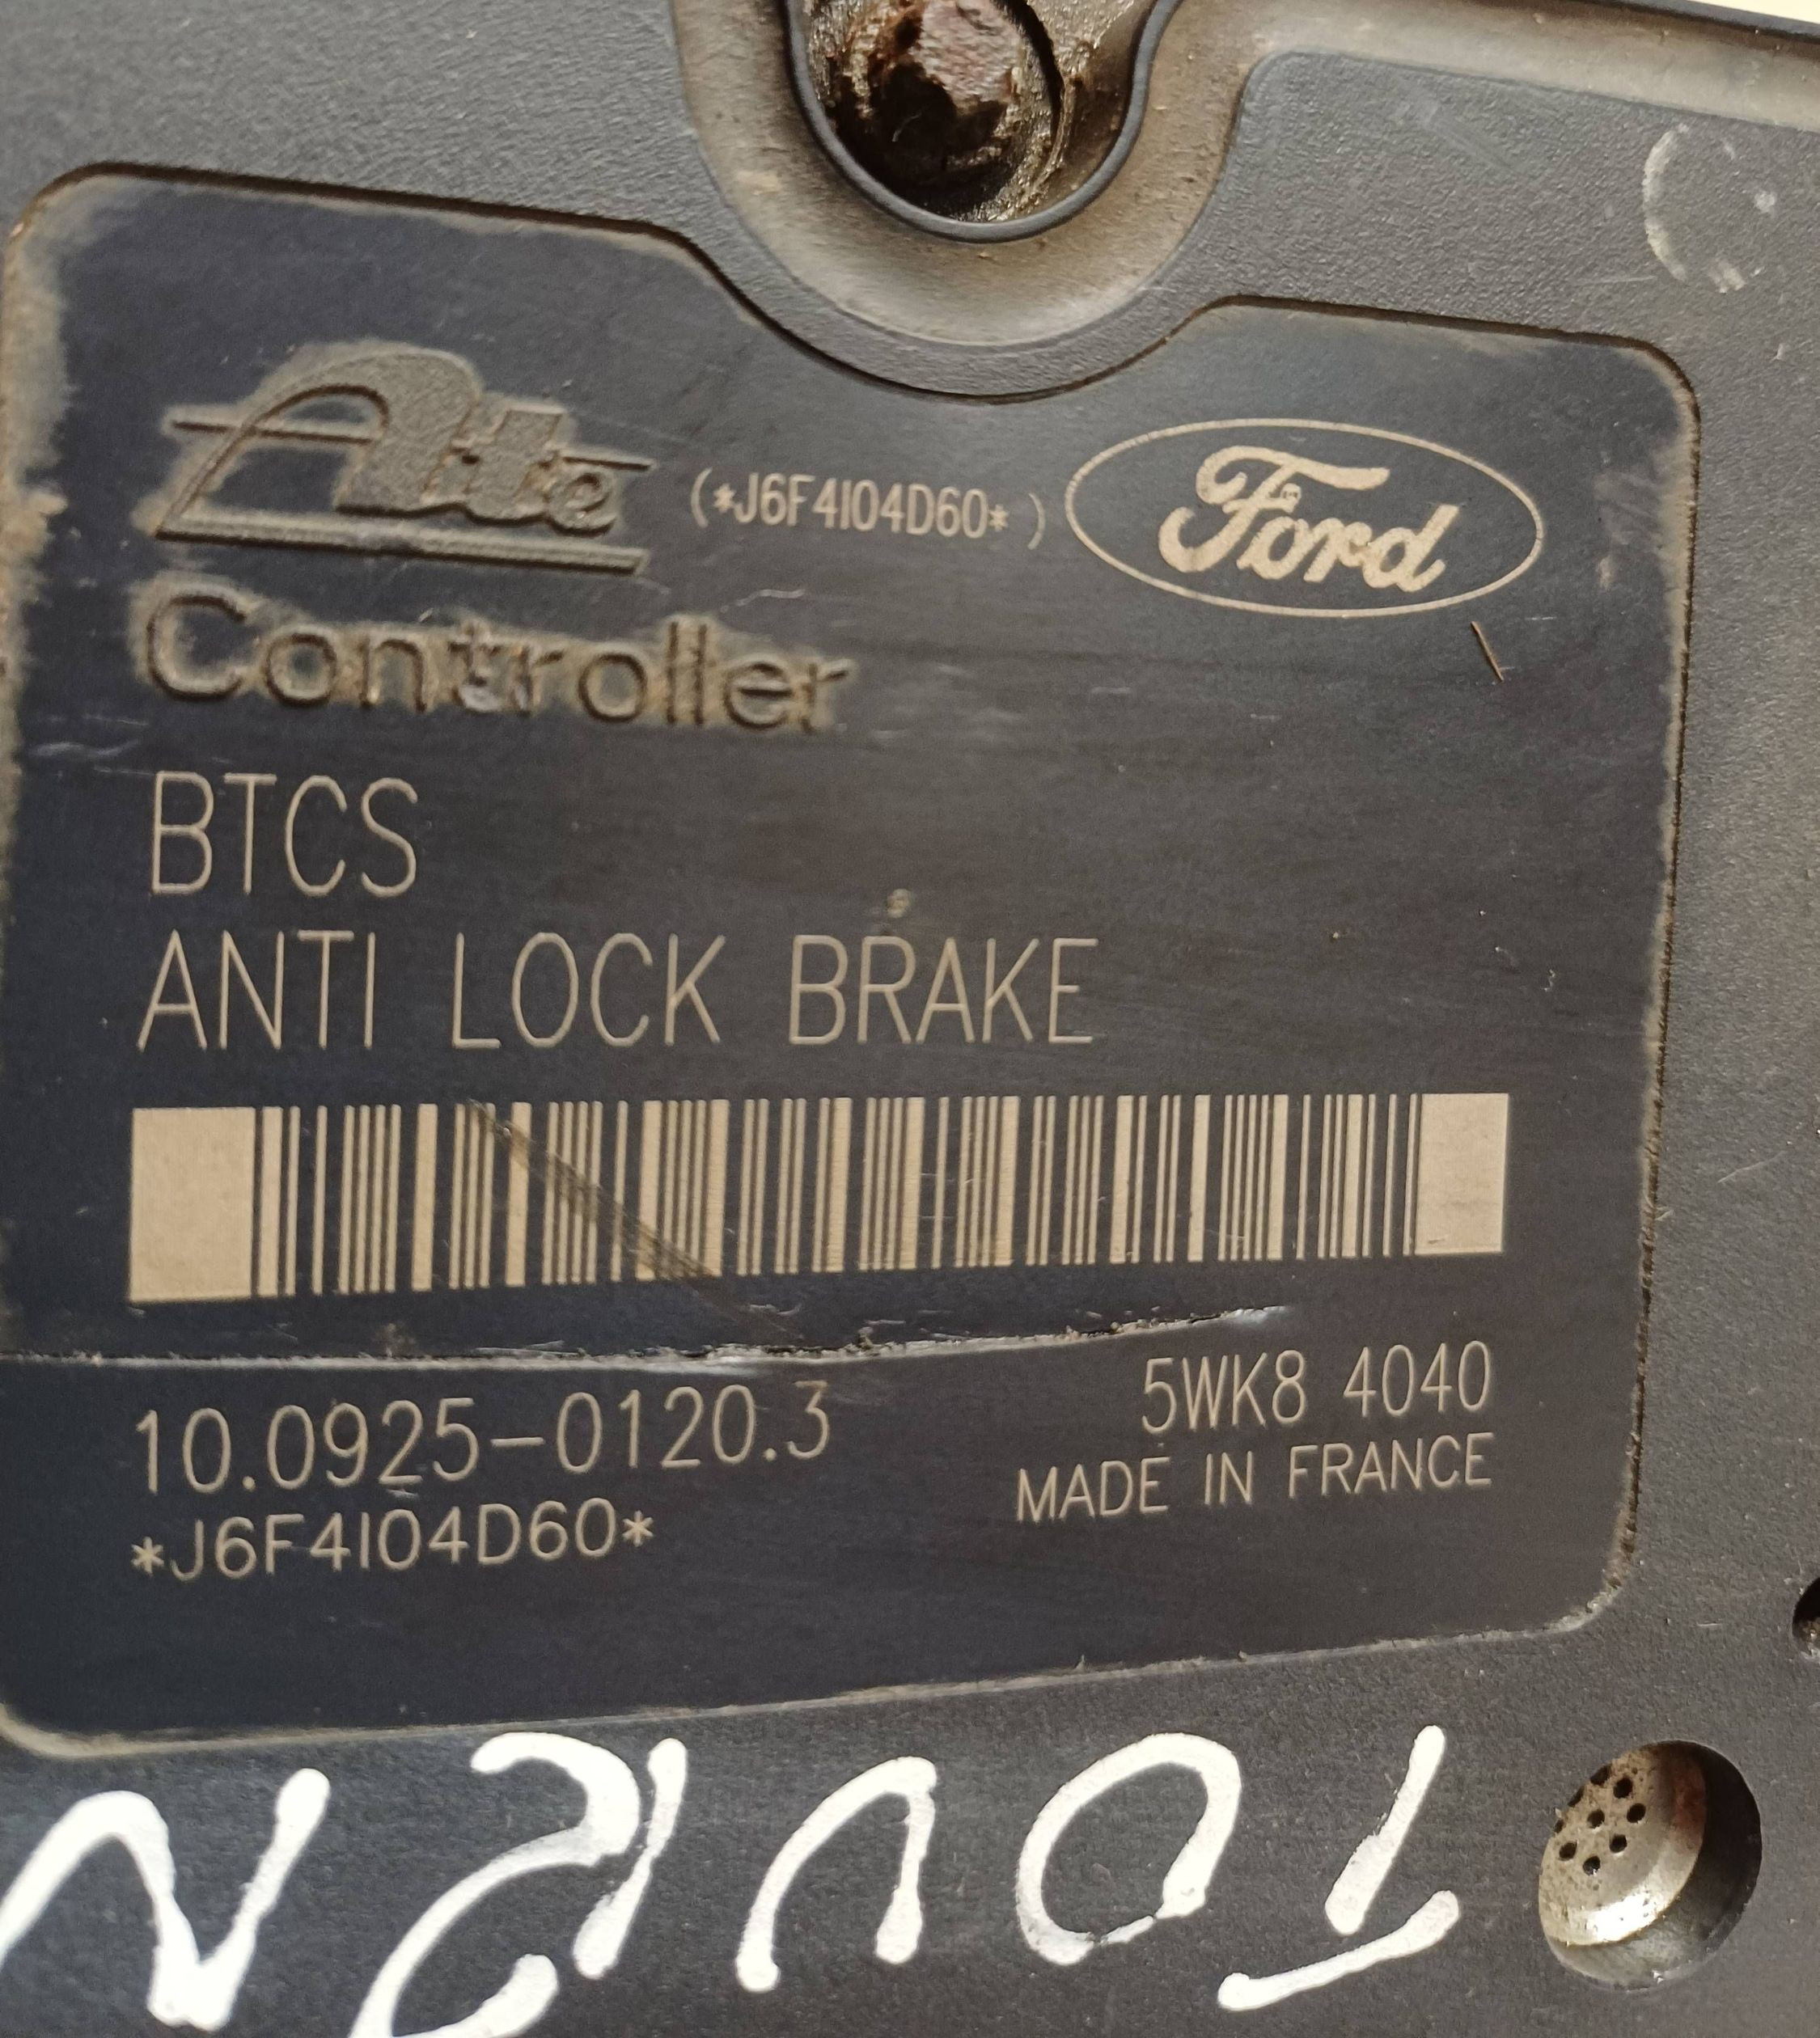 Ate (*J6F4I04D60*) Ford
Controller
BTCS
ANTI LOCK BRAKE
10.0925-0120.3 5WK8 4040
*J6F4I04D60* MADE IN FRANCE